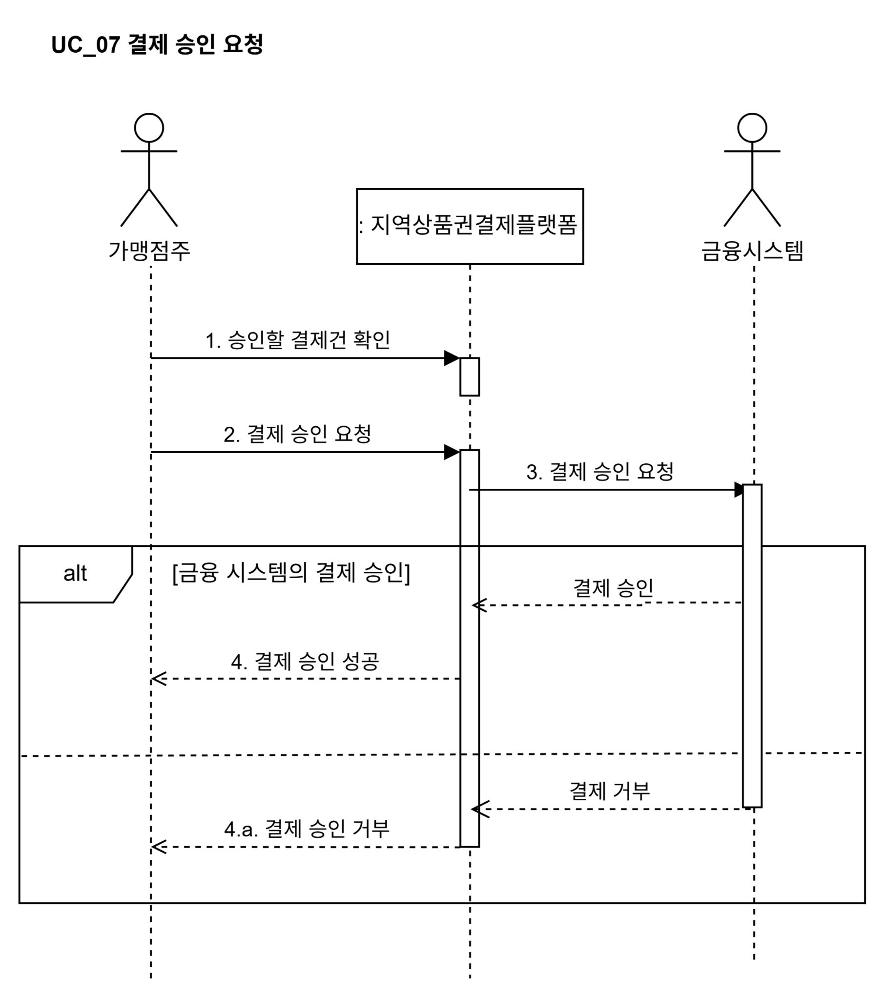 UC_07 결제 승인 요청
: 지역상품권결제플랫폼
가맹점주
금융시스템
1. 승인할 결제건 확인
2. 결제 승인 요청
3. 결제 승인 요청
alt
[금융 시스템의 결제 승인]
결제 승인
4. 결제 승인 성공
결제 거부
4.a. 결제 승인 거부